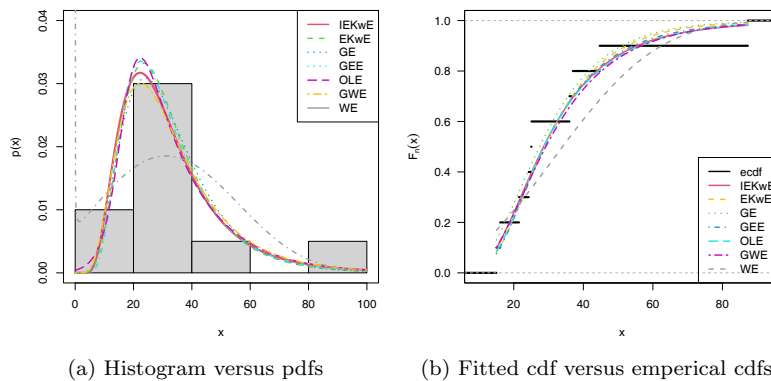 IEKwE
EKwE
GE
GEE
OLE
GWE
WE
p(x)
0.04
0.03
0.02
0.01
0.00
0 20 40 60 80 100
x
(a) Histogram versus pdfs
Fn(x)
1.0
0.8
0.6
0.4
0.2
0.0
ecdf
IEKwE
EKwE
GE
GEE
OLE
GWE
WE
20 40 60 80
x
(b) Fitted cdf versus emperical cdfs